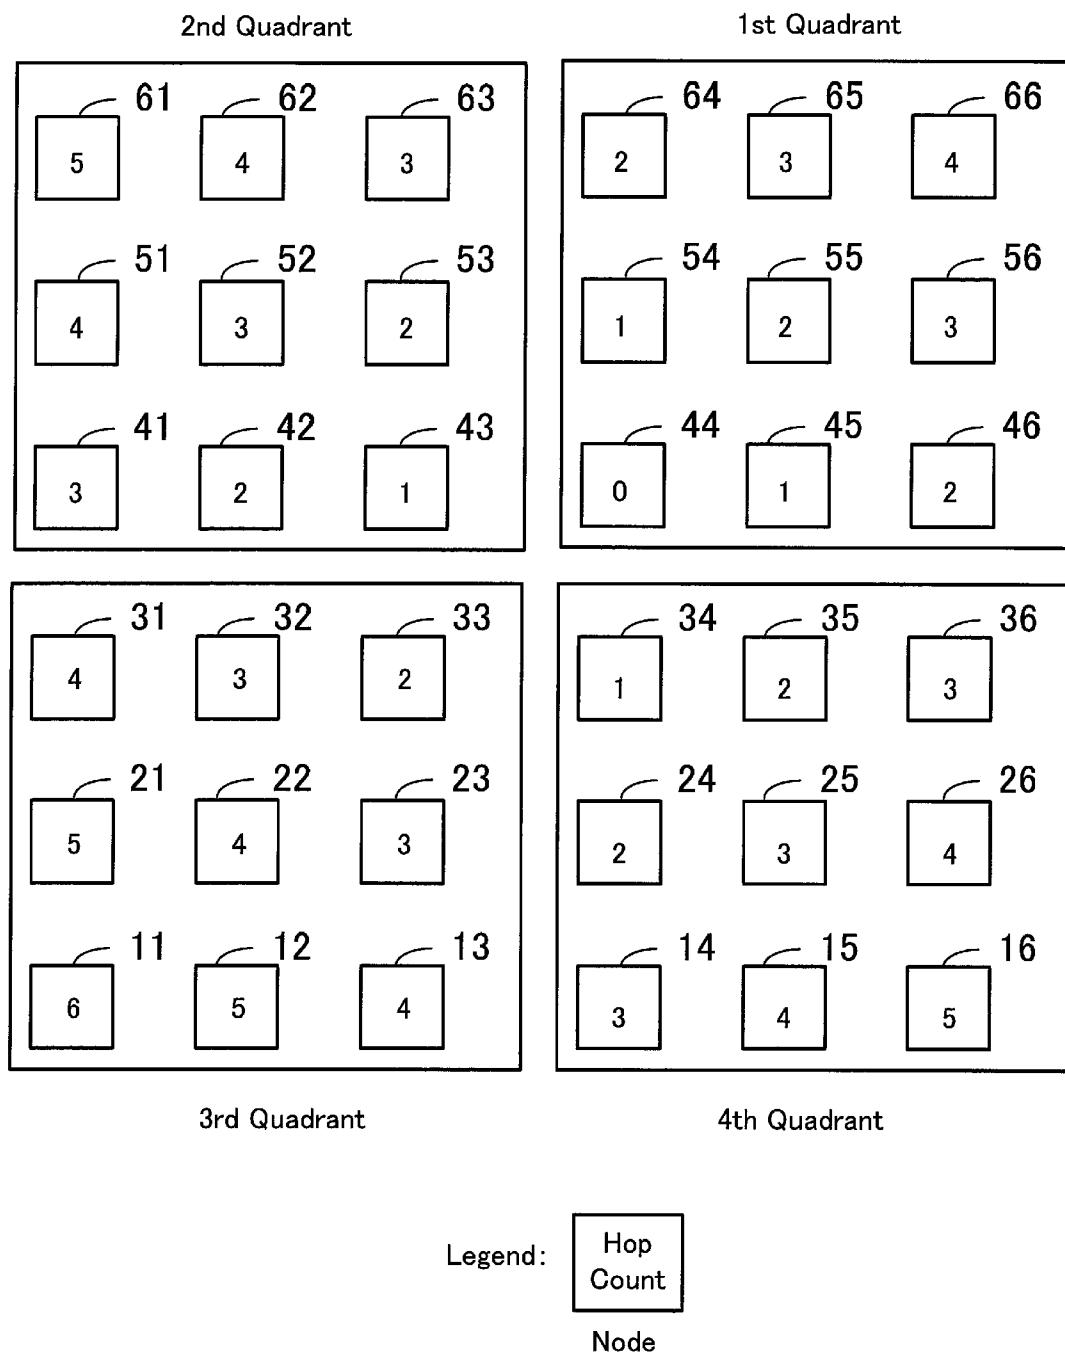 2nd Quadrant 1st Quadrant
61 62 63 64 65 66
5 4 3 2 3 4
51 52 53 54 55 56
4 3 2 1 2 3
41 42 43 44 45 46
3 2 1 0 1 2
31 32 33 34 35 36
4 3 2 1 2 3
21 22 23 24 25 26
5 4 3 2 3 4
11 12 13 14 15 16
6 5 4 3 4 5
3rd Quadrant 4th Quadrant
Legend: Hop
Count
Node